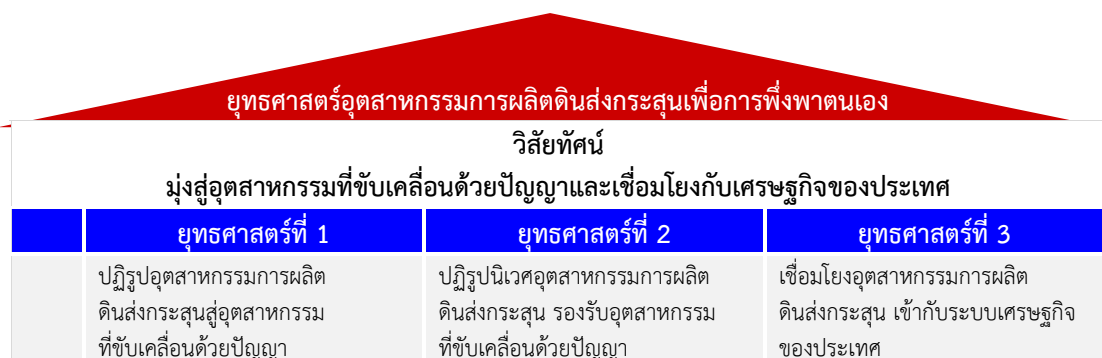 ยุทธศาสตร์อุตสาหกรรมการผลิตดินส่งกระสุนเพื่อการพึ่งพาตนเอง
วิสัยทัศน์
มุ่งสู่อุตสาหกรรมที่ขับเคลื่อนด้วยปัญญาและเชื่อมโยงกับเศรษฐกิจของประเทศ
ยุทธศาสตร์ที่ 1
ปฏิรูปอุตสาหกรรมการผลิต
ดินส่งกระสุนสู่อุตสาหกรรม
ที่ขับเคลื่อนด้วยปัญญา
ยุทธศาสตร์ที่ 2
ปฏิรูปนิเวศอุตสาหกรรมการผลิต
ดินส่งกระสุน รองรับอุตสาหกรรม
ที่ขับเคลื่อนด้วยปัญญา
ยุทธศาสตร์ที่ 3
เชื่อมโยงอุตสาหกรรมการผลิต
ดินส่งกระสุน เข้ากับระบบเศรษฐกิจ
ของประเทศ